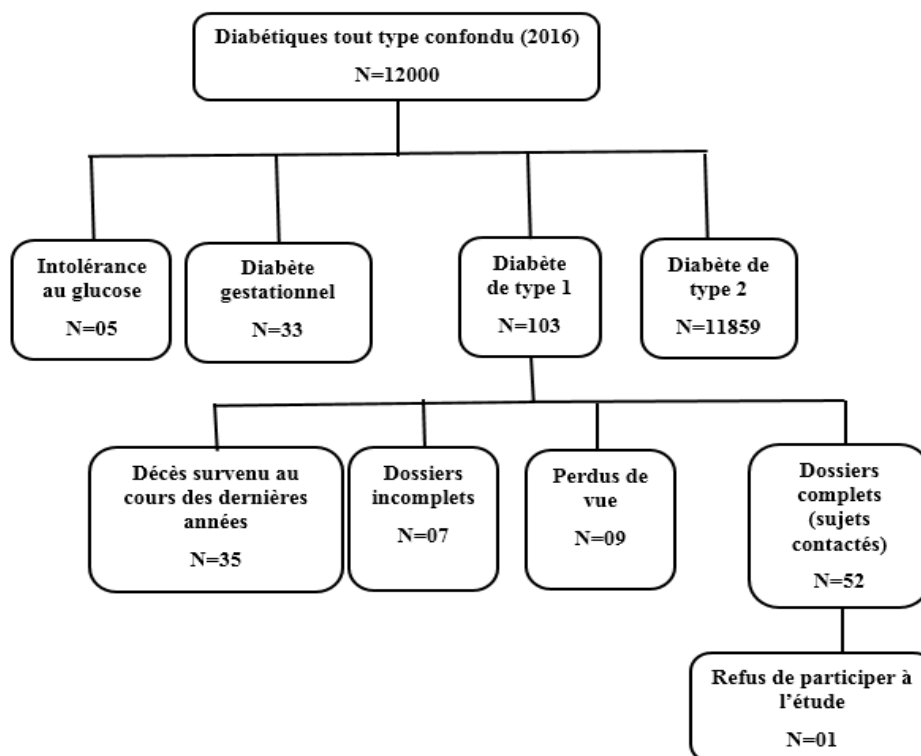 Diabétiques tout type confondu (2016)
N=12000
Intolérance
au glucose
N=05
Diabète
gestationnel
N=33
Diabète
de type 1
N=103
Diabète de
type 2
N=11859
Décès survenu au
cours des dernières
années
N=35
Dossiers
incomplets
N=07
Perdus de
vue
N=09
Dossiers
complets
(sujets
contactés)
N=52
Refus de participer à
l’étude
N=01